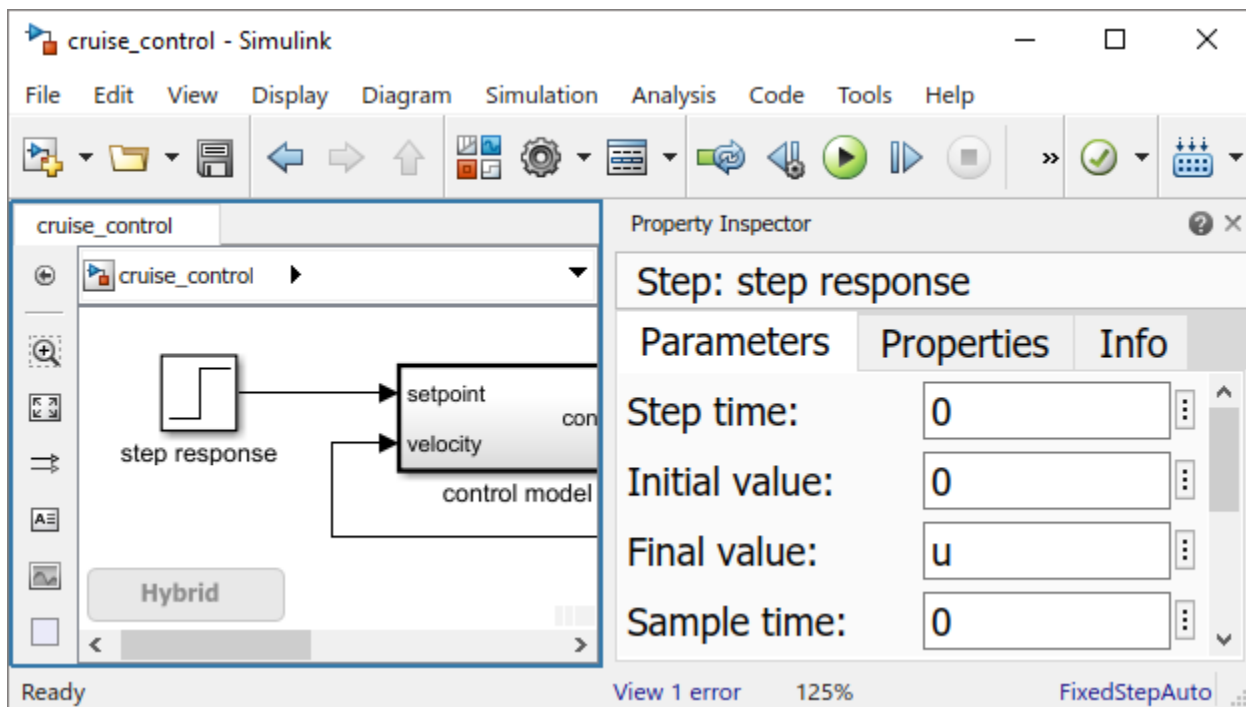 cruise_control - Simulink
File Edit View Display Diagram Simulation Analysis Code Tools Help
cruise_control
cruise_control
setpoint
con
velocity
step response
control model
Hybrid
Property Inspector
Step: step response
Parameters Properties Info
Step time: 0
Initial value: 0
Final value: u
Sample time: 0
Ready View 1 error 125% FixedStepAuto